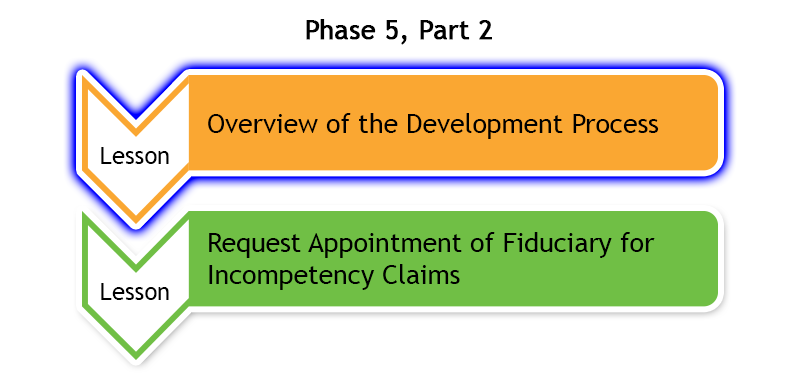 Phase 5, Part 2
Lesson
Overview of the Development Process
Lesson
Request Appointment of Fiduciary for
Incompetency Claims